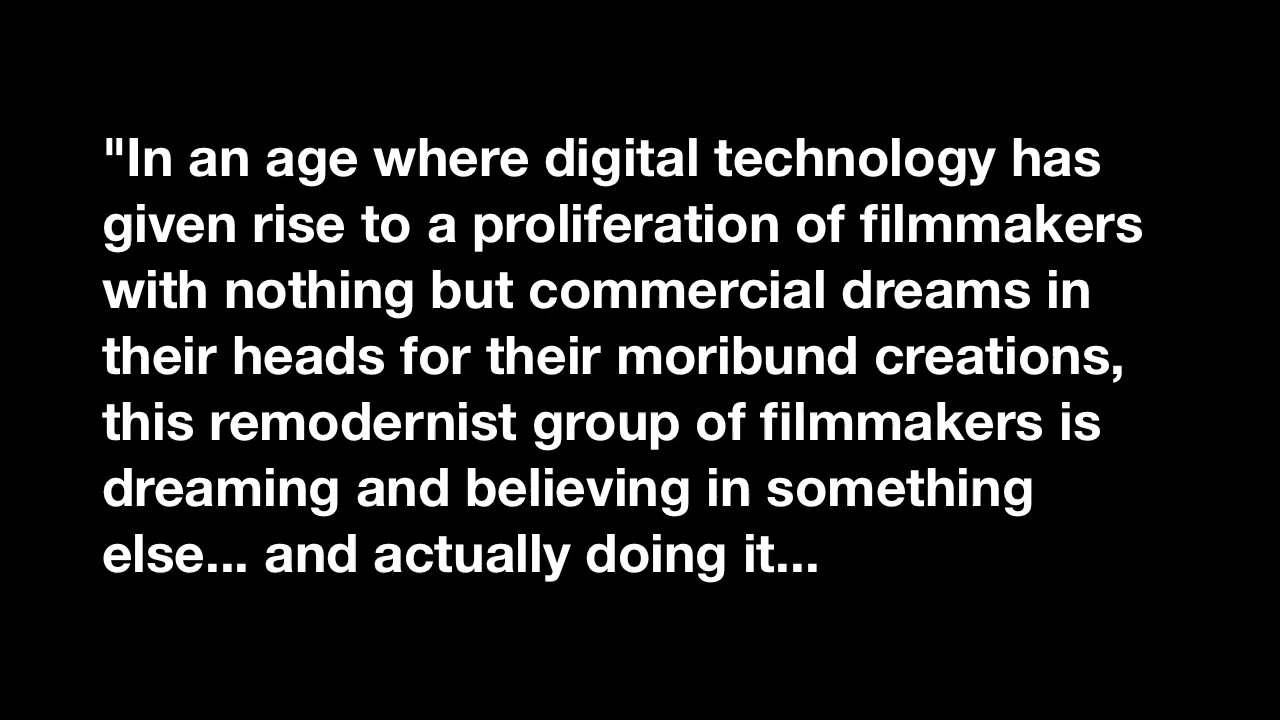 "In an age where digital technology has
given rise to a proliferation of filmmakers
with nothing but commercial dreams in
their heads for their moribund creations,
this remodernist group of filmmakers is
dreaming and believing in something
else... and actually doing it...